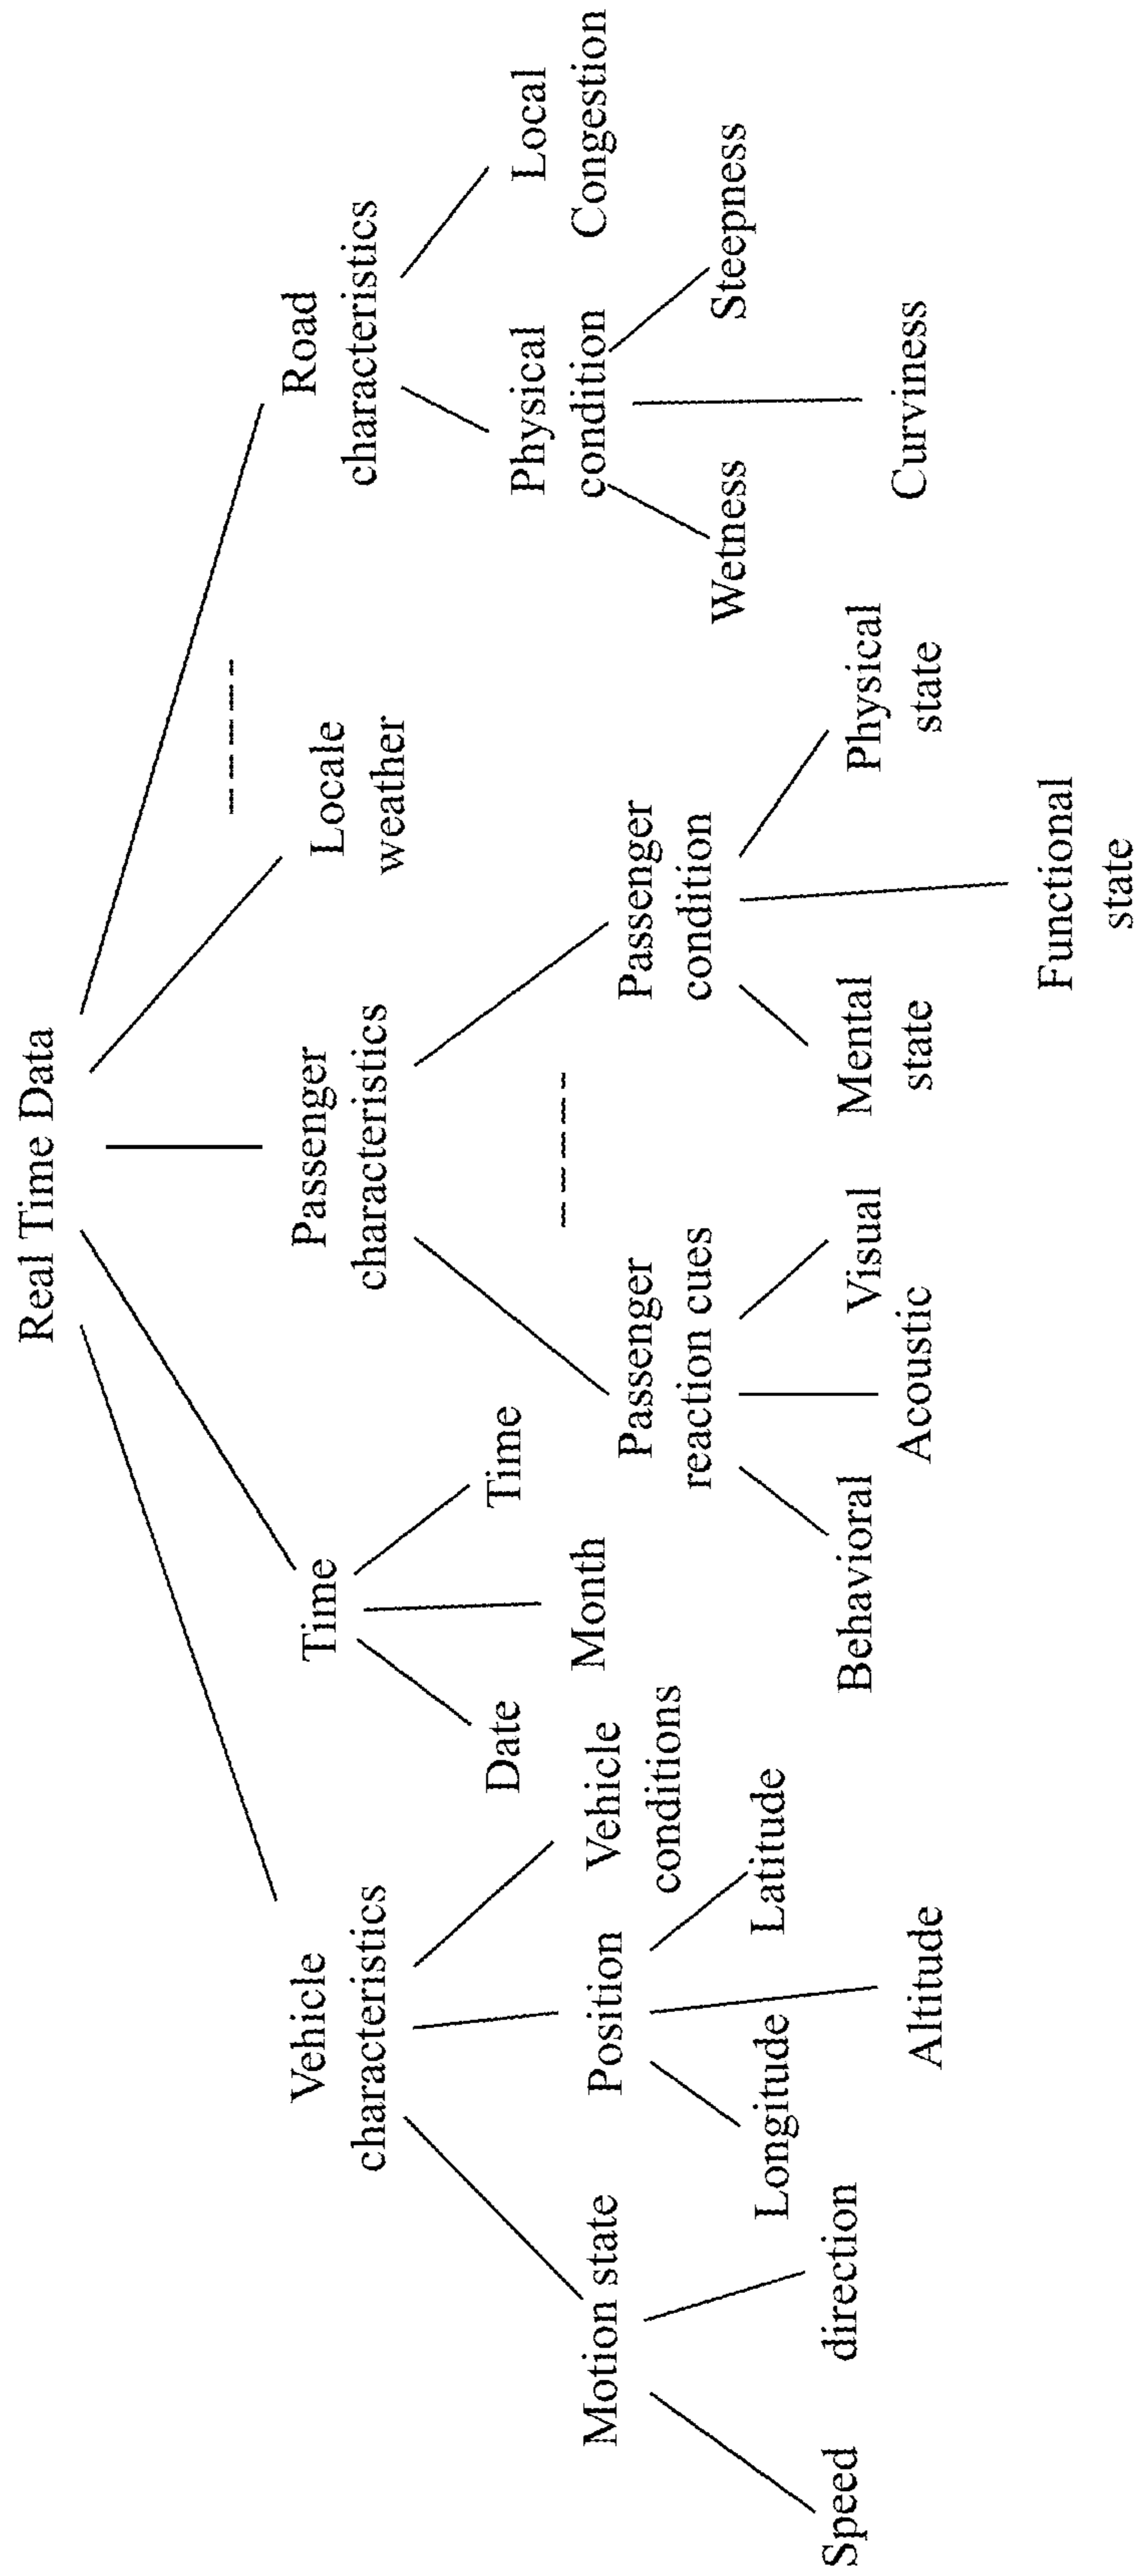 Real Time Data
Vehicle
characteristics
Time
Passenger
characteristics
Locale
weather
Road
characteristics
Motion state
Position
Vehicle
conditions
Date
Month
Time
Passenger
reaction cues
Passenger
condition
Physical
condition
Local
Congestion
Speed
direction
Longitude
Altitude
Latitude
Behavioral
Acoustic
Visual
Mental
state
Functional
state
Physical
state
Wetness
Curviness
Steepness